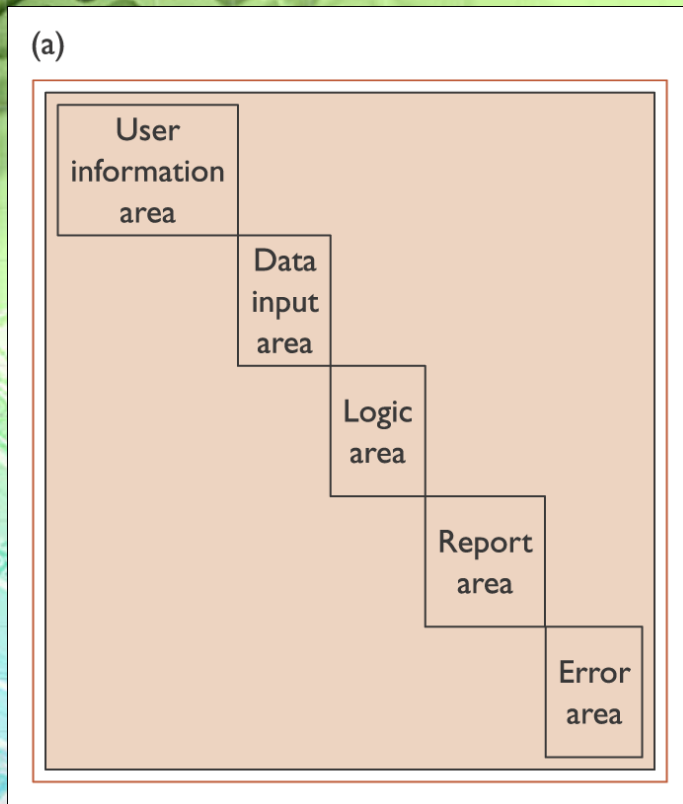 (a)
User
information
area
Data
input
area
Logic
area
Report
area
Error
area